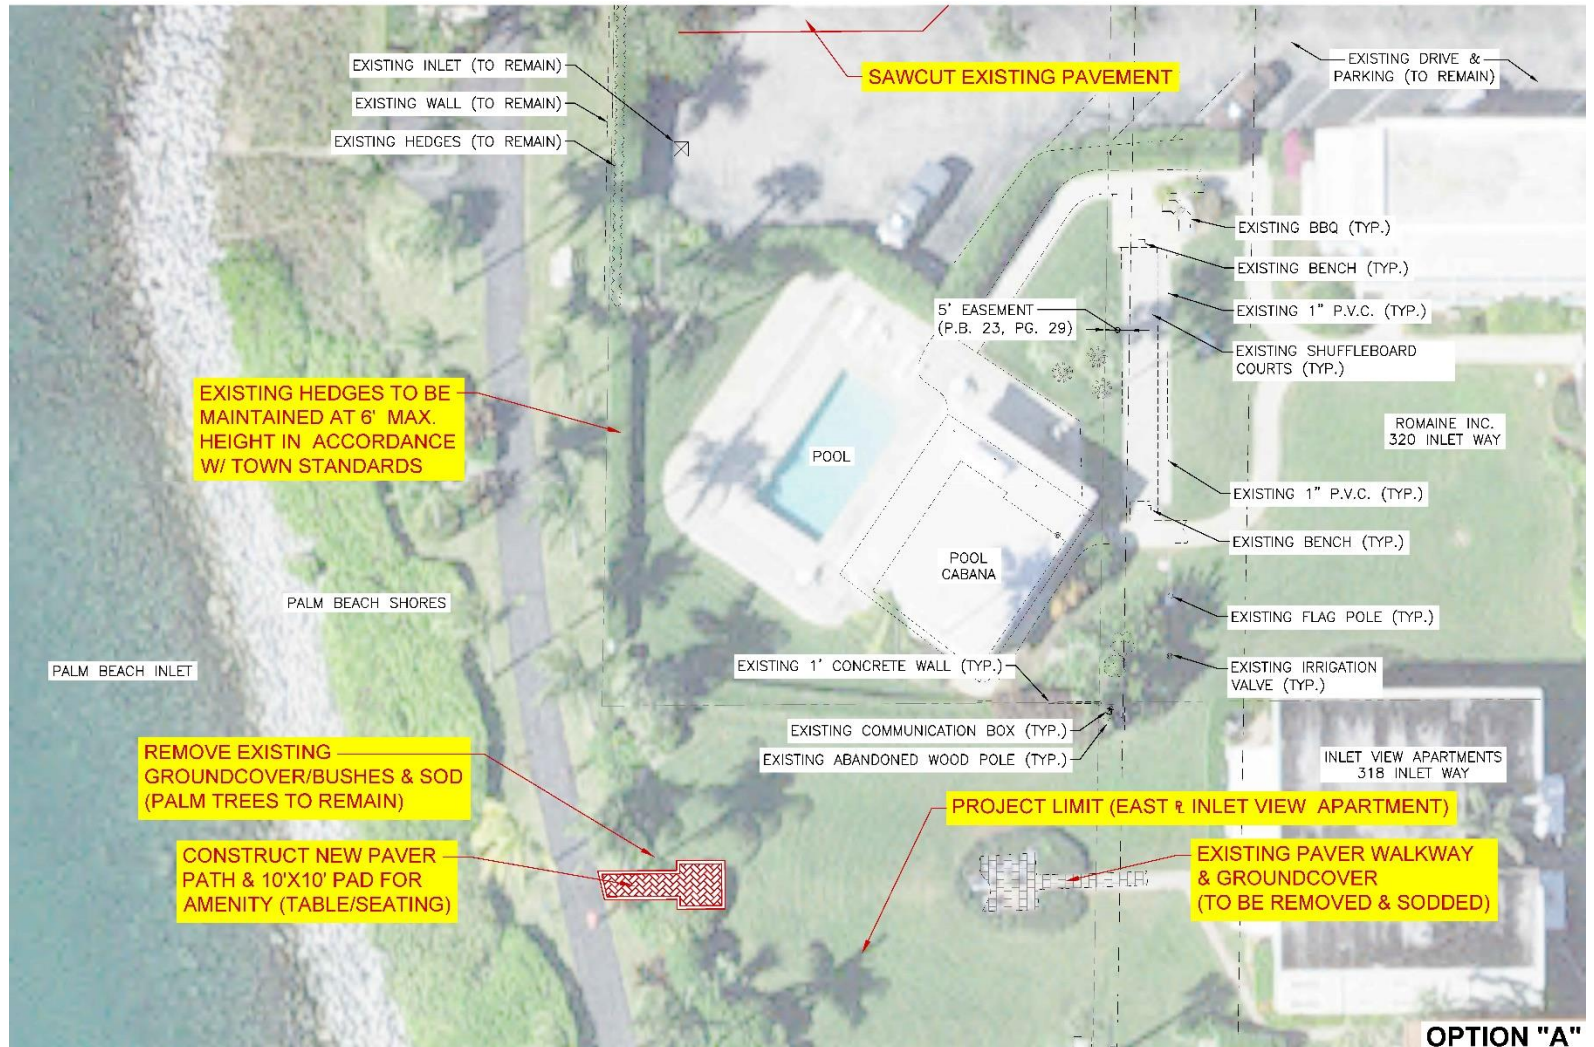 EXISTING INLET (TO REMAIN)
EXISTING WALL (TO REMAIN)
EXISTING HEDGES (TO REMAIN)
SAWCUT EXISTING PAVEMENT
EXISTING DRIVE &
PARKING (TO REMAIN)
EXISTING BBQ (TYP.)
EXISTING BENCH (TYP.)
5' EASEMENT
(P.B. 23, PG. 29)
EXISTING 1" P.V.C. (TYP.)
EXISTING SHUFFLEBOARD
COURTS (TYP.)
EXISTING HEDGES TO BE
MAINTAINED AT 6' MAX.
HEIGHT IN ACCORDANCE
W/ TOWN STANDARDS
POOL
ROMAINE INC.
320 INLET WAY
EXISTING 1" P.V.C. (TYP.)
EXISTING BENCH (TYP.)
POOL
CABANA
PALM BEACH SHORES
EXISTING FLAG POLE (TYP.)
PALM BEACH INLET
EXISTING 1' CONCRETE WALL (TYP.)
EXISTING IRRIGATION
VALVE (TYP.)
EXISTING COMMUNICATION BOX (TYP.)
EXISTING ABANDONED WOOD POLE (TYP.)
INLET VIEW APARTMENTS
318 INLET WAY
REMOVE EXISTING
GROUNDCOVER/BUSHES & SOD
(PALM TREES TO REMAIN)
PROJECT LIMIT (EAST ⅊ INLET VIEW APARTMENT)
CONSTRUCT NEW PAVER
PATH & 10'X10' PAD FOR
AMENITY (TABLE/SEATING)
EXISTING PAVER WALKWAY
& GROUNDCOVER
(TO BE REMOVED & SODDED)
OPTION "A"